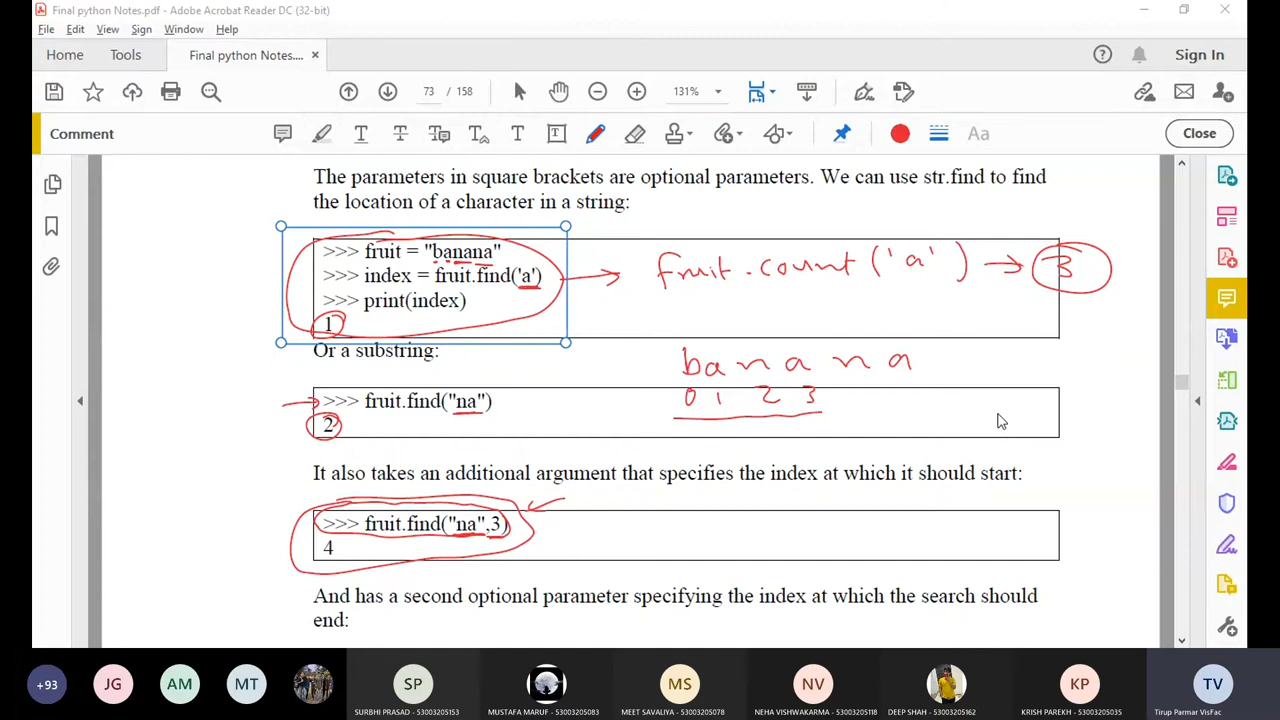 Final python Notes.pdf - Adobe Acrobat Reader DC (32-bit)
File Edit View Sign Window Help
Home Tools Final python Notes.... ×
Sign In
73 / 158 131%
Comment Aa Close
The parameters in square brackets are optional parameters. We can use str.find to find
the location of a character in a string:
>>> fruit = "banana"
>>> index = fruit.find('a')
>>> print(index)
1
fruit.count('a') → 3
Or a substring:
banana
0 1 2 3
>>> fruit.find("na")
2
It also takes an additional argument that specifies the index at which it should start:
>>> fruit.find("na",3)
4
And has a second optional parameter specifying the index at which the search should
end:
+93 JG AM MT SP MS NV KP TV
SURBHI PRASAD - 53003205153 MUSTAFA MARUF - 53003205083 MEET SAVALIYA - 53003205078 NEHA VISHWAKARMA - 53003205118 DEEP SHAH - 53003205162 KRISH PAREKH - 53003205035 Tirup Parmar VisFac